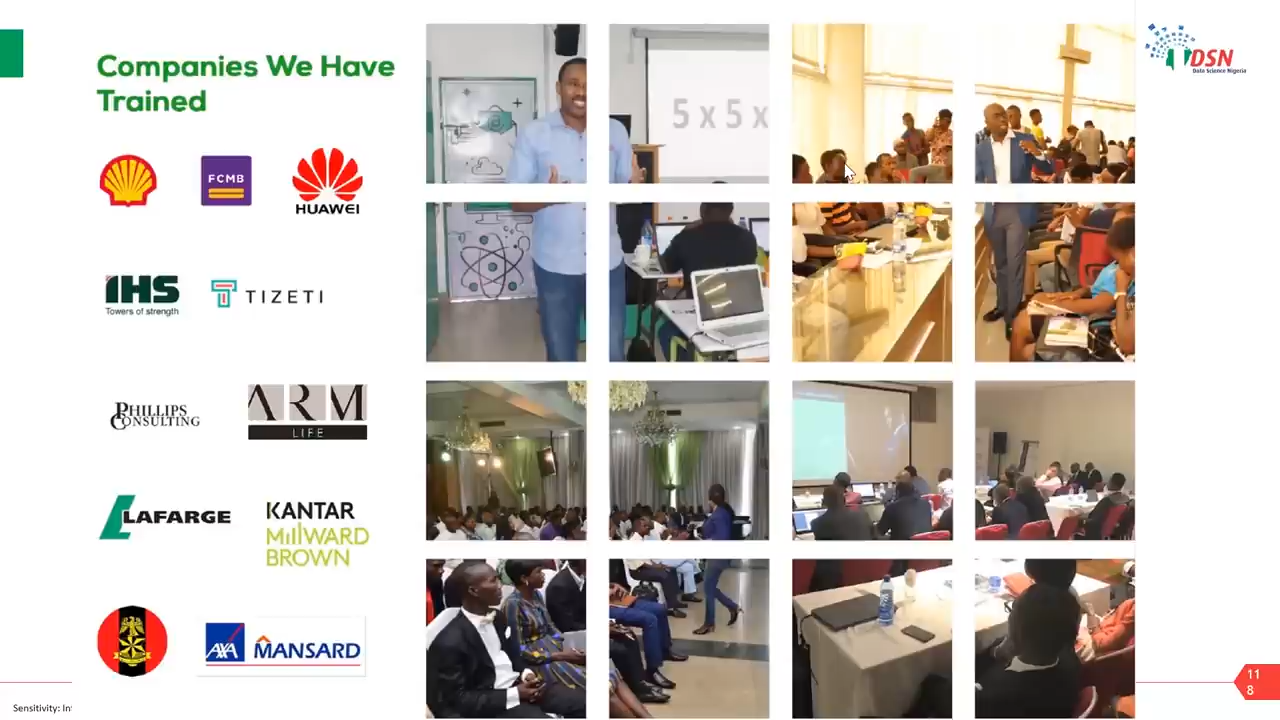 Companies We Have
Trained
FCMB
HUAWEI
IHS
Towers of strength
TIZETI
PHILLIPS
CONSULTING
ARM
LIFE
LAFARGE
KANTAR
MillWARD
BROWN
AXA MANSARD
5 x 5 x
DSN
Data Science Nigeria
11
8
Sensitivity: In